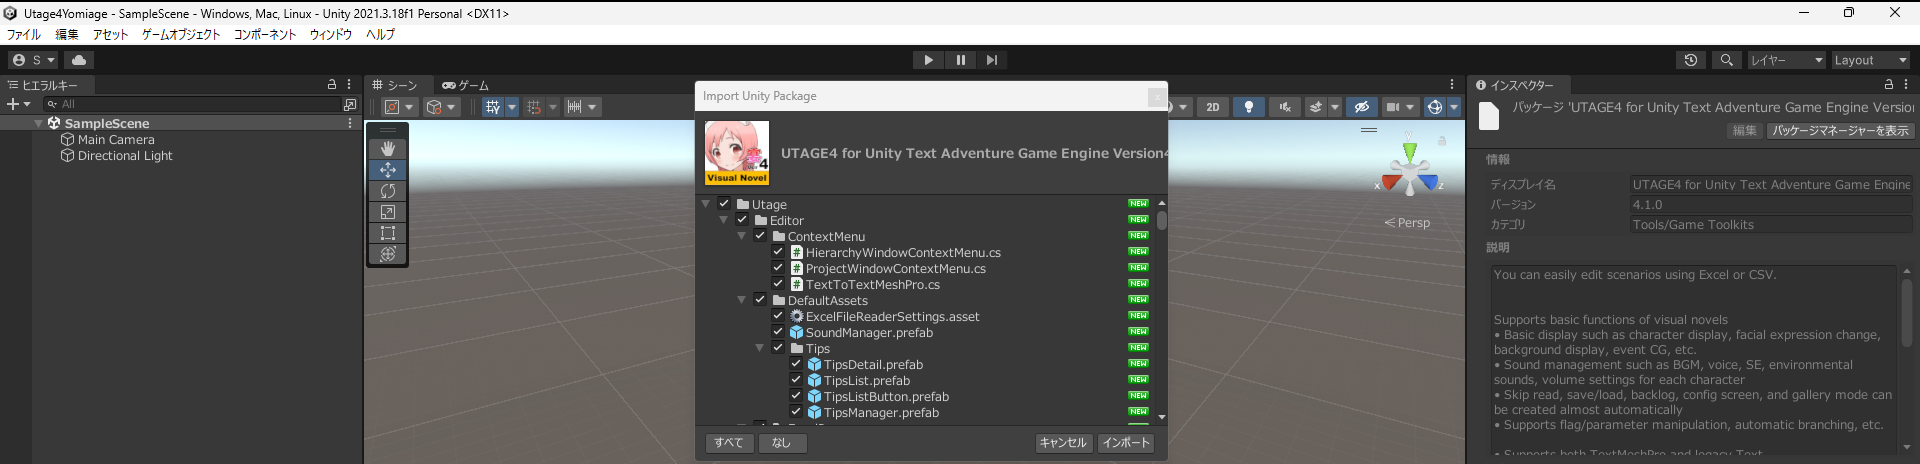 Utage4Yomiage - SampleScene - Windows, Mac, Linux - Unity 2021.3.18f1 Personal <DX11>
ファイル 編集 アセット ゲームオブジェクト コンポーネント ウィンドウ ヘルプ
S
レイヤー
Layout
ヒエラルキー
All
SampleScene
Main Camera
Directional Light
シーン
ゲーム
2D
Y
X
Z
Persp
Import Unity Package
x
4
Visual Novel
UTAGE4 for Unity Text Adventure Game Engine Version4
Utage NEW
Editor NEW
ContextMenu NEW
HierarchyWindowContextMenu.cs NEW
ProjectWindowContextMenu.cs NEW
TextToTextMeshPro.cs NEW
DefaultAssets NEW
ExcelFileReaderSettings.asset NEW
SoundManager.prefab NEW
Tips NEW
TipsDetail.prefab NEW
TipsList.prefab NEW
TipsListButton.prefab NEW
TipsManager.prefab NEW
すべて
なし
キャンセル
インポート
インスペクター
パッケージ 'UTAGE4 for Unity Text Adventure Game Engine Versio
編集
パッケージマネージャーを表示
情報
ディスプレイ名 UTAGE4 for Unity Text Adventure Game Engine
バージョン 4.1.0
カテゴリ Tools/Game Toolkits
説明
You can easily edit scenarios using Excel or CSV.
Supports basic functions of visual novels
• Basic display such as character display, facial expression change,
background display, event CG, etc.
• Sound management such as BGM, voice, SE, environmental
sounds, volume settings for each character
• Skip read, save/load, backlog, config screen, and gallery mode can
be created almost automatically
• Supports flag/parameter manipulation, automatic branching, etc.
• Supports both TextMeshPro and legacy Text